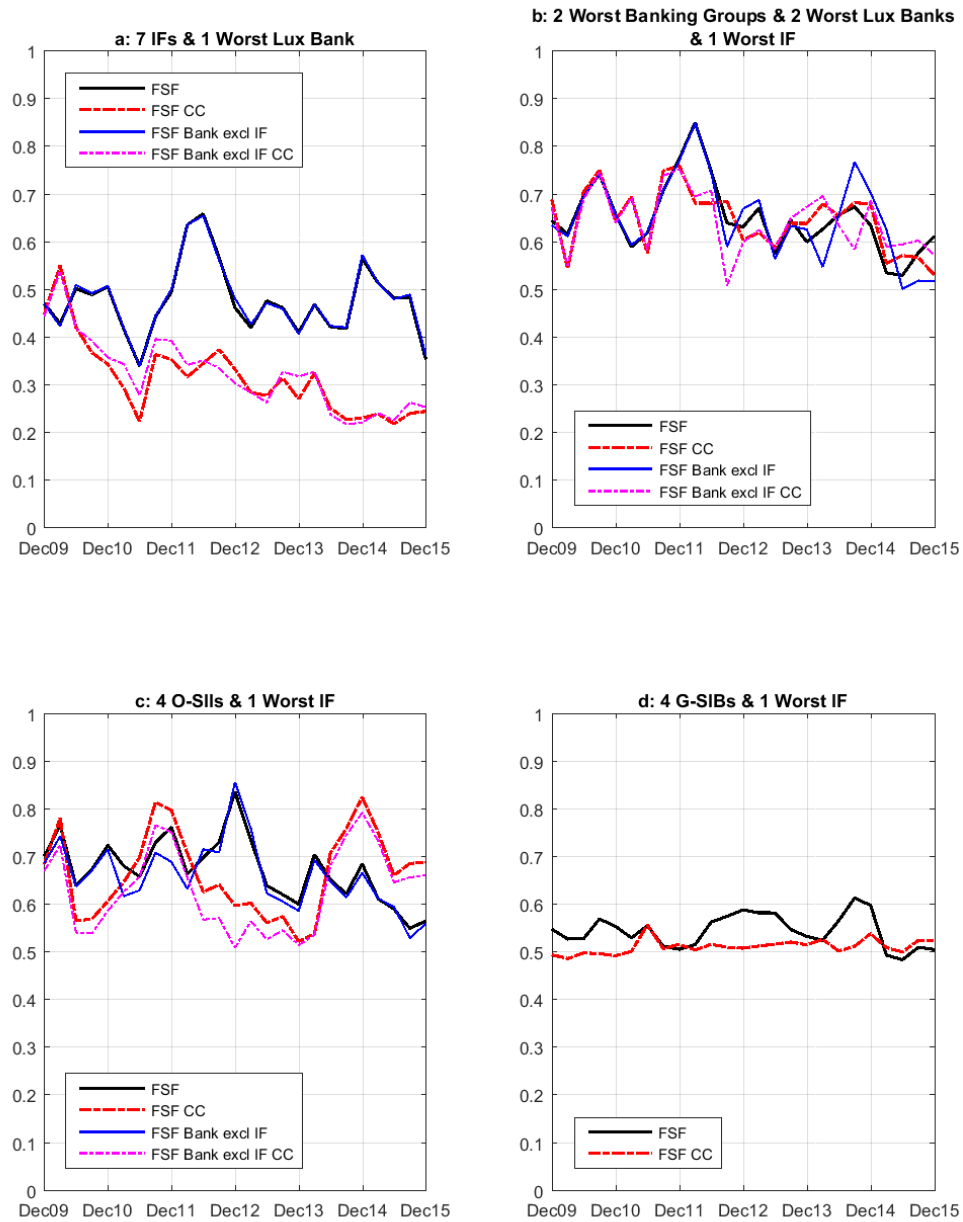 a: 7 IFs & 1 Worst Lux Bank
1
0.9
0.8
0.7
0.6
0.5
0.4
0.3
0.2
0.1
0
Dec09 Dec10 Dec11 Dec12 Dec13 Dec14 Dec15
FSF
FSF CC
FSF Bank excl IF
FSF Bank excl IF CC
b: 2 Worst Banking Groups & 2 Worst Lux Banks
& 1 Worst IF
1
0.9
0.8
0.7
0.6
0.5
0.4
0.3
0.2
0.1
0
Dec09 Dec10 Dec11 Dec12 Dec13 Dec14 Dec15
FSF
FSF CC
FSF Bank excl IF
FSF Bank excl IF CC
c: 4 O-SIIs & 1 Worst IF
1
0.9
0.8
0.7
0.6
0.5
0.4
0.3
0.2
0.1
0
Dec09 Dec10 Dec11 Dec12 Dec13 Dec14 Dec15
FSF
FSF CC
FSF Bank excl IF
FSF Bank excl IF CC
d: 4 G-SIBs & 1 Worst IF
1
0.9
0.8
0.7
0.6
0.5
0.4
0.3
0.2
0.1
0
Dec09 Dec10 Dec11 Dec12 Dec13 Dec14 Dec15
FSF
FSF CC